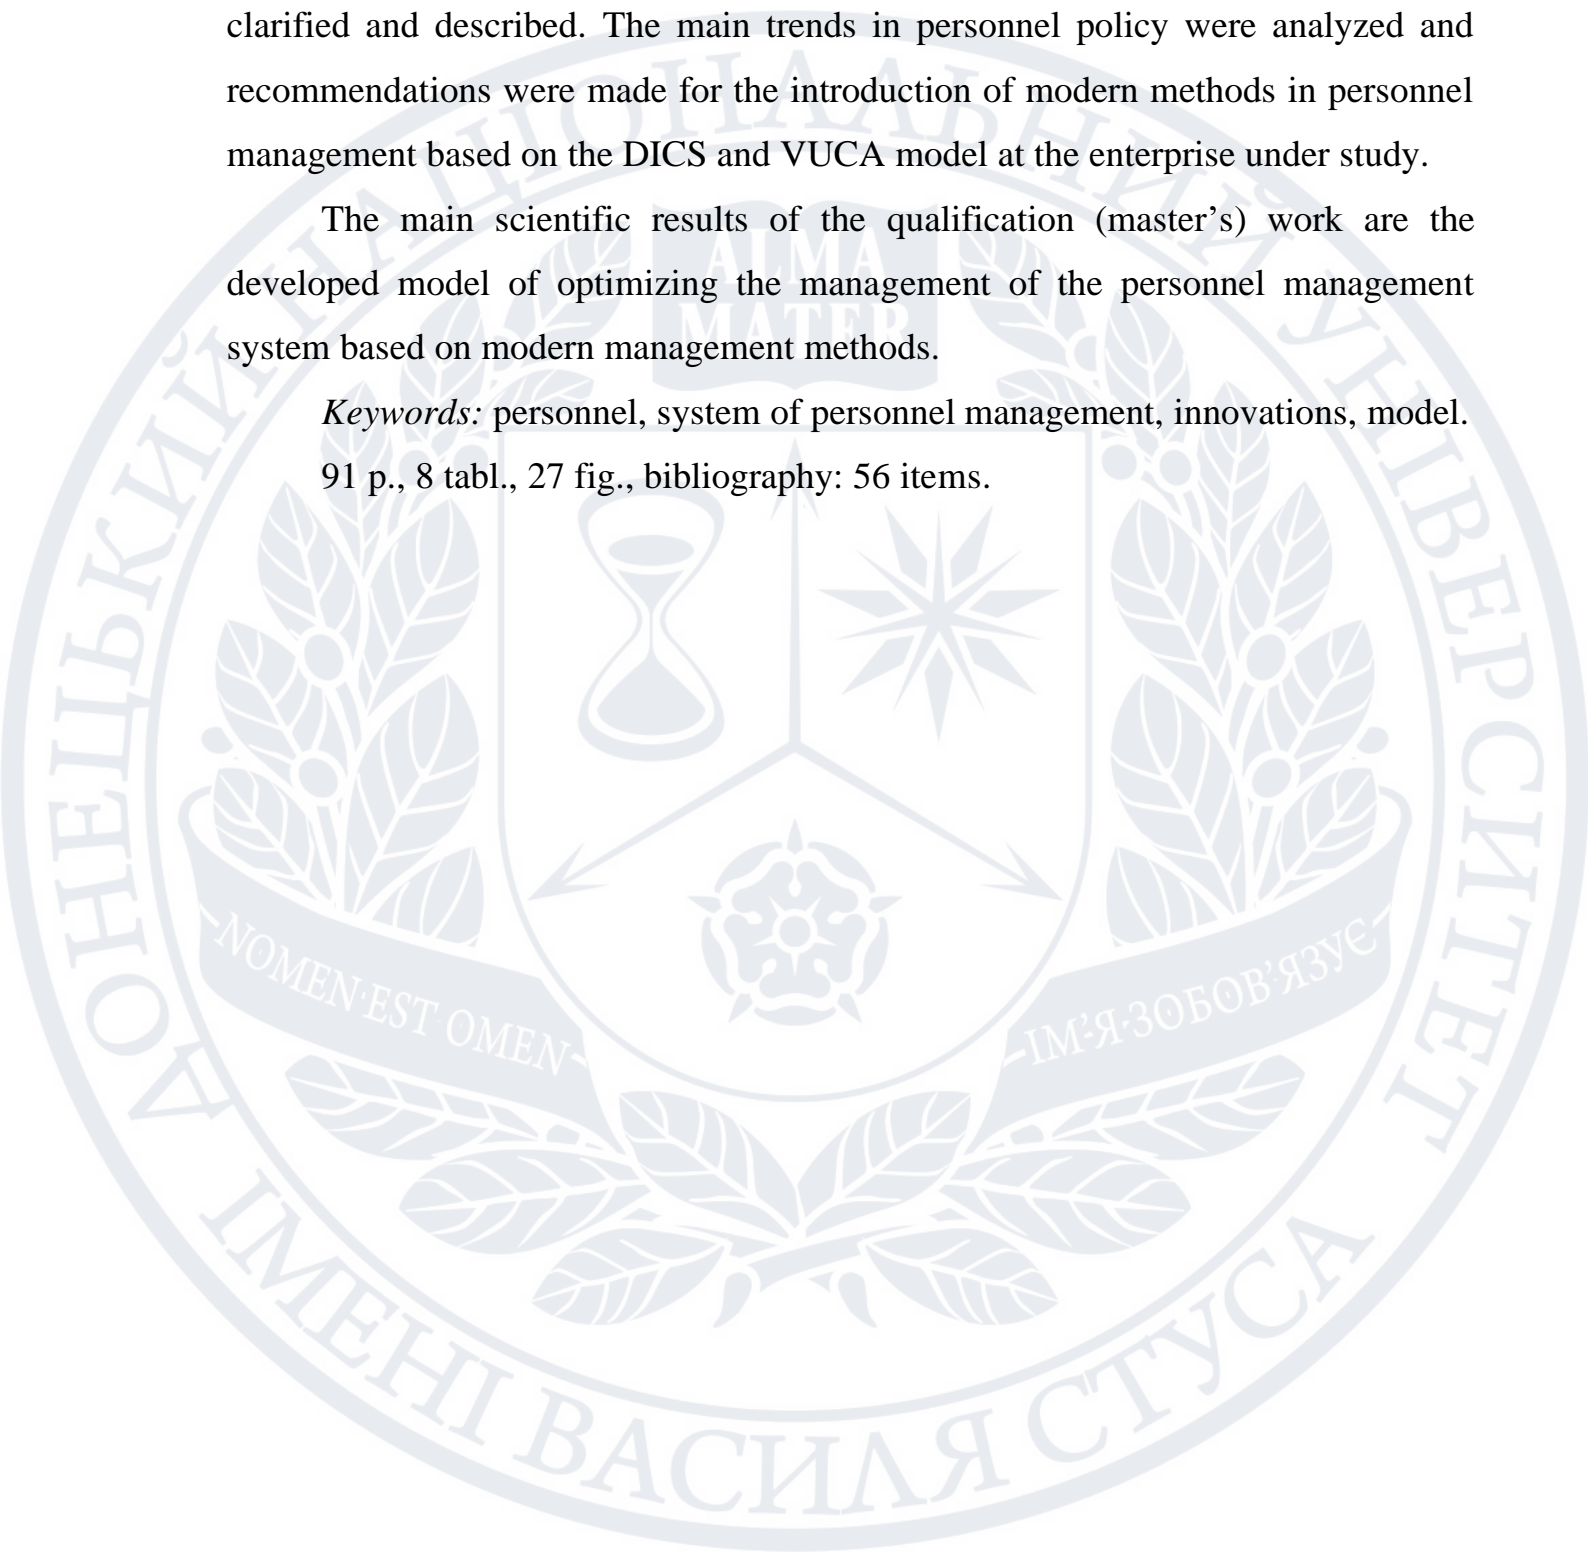 clarified and described. The main trends in personnel policy were analyzed and
recommendations were made for the introduction of modern methods in personnel
management based on the DICS and VUCA model at the enterprise under study.
The main scientific results of the qualification (master’s) work are the
developed model of optimizing the management of the personnel management
system based on modern management methods.
Keywords: personnel, system of personnel management, innovations, model.
91 p., 8 tabl., 27 fig., bibliography: 56 items.
ДОНЕЦЬКИЙ НАЦІОНАЛЬНИЙ УНІВЕРСИТЕТ
ІМЕНІ ВАСИЛЯ СТУСА
ALMA
MATER
NOMEN·EST·OMEN
ІМ’Я·ЗОБОВ’ЯЗУЄ